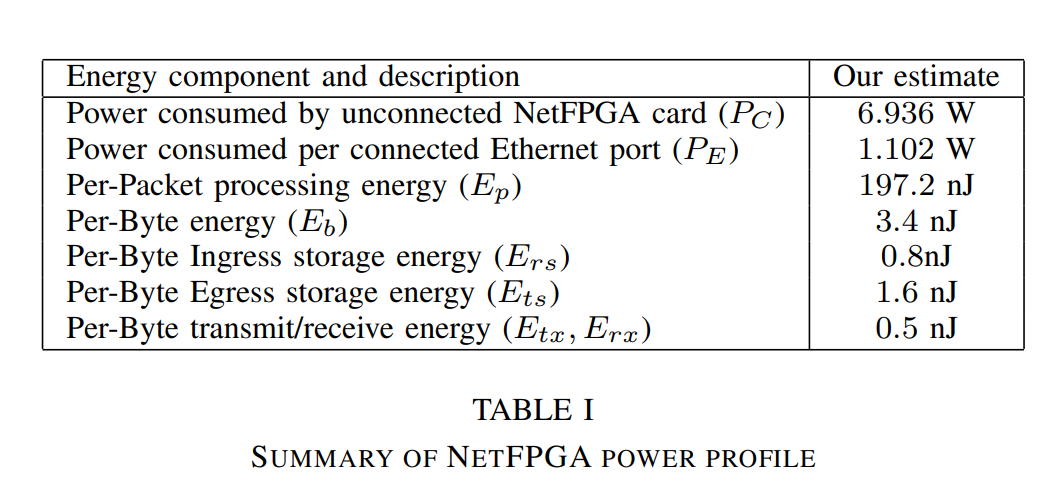 Energy component and description Our estimate
Power consumed by unconnected NetFPGA card (P_C) 6.936 W
Power consumed per connected Ethernet port (P_E) 1.102 W
Per-Packet processing energy (E_p) 197.2 nJ
Per-Byte energy (E_b) 3.4 nJ
Per-Byte Ingress storage energy (E_rs) 0.8nJ
Per-Byte Egress storage energy (E_ts) 1.6 nJ
Per-Byte transmit/receive energy (E_tx, E_rx) 0.5 nJ
TABLE I
SUMMARY OF NETFPGA POWER PROFILE